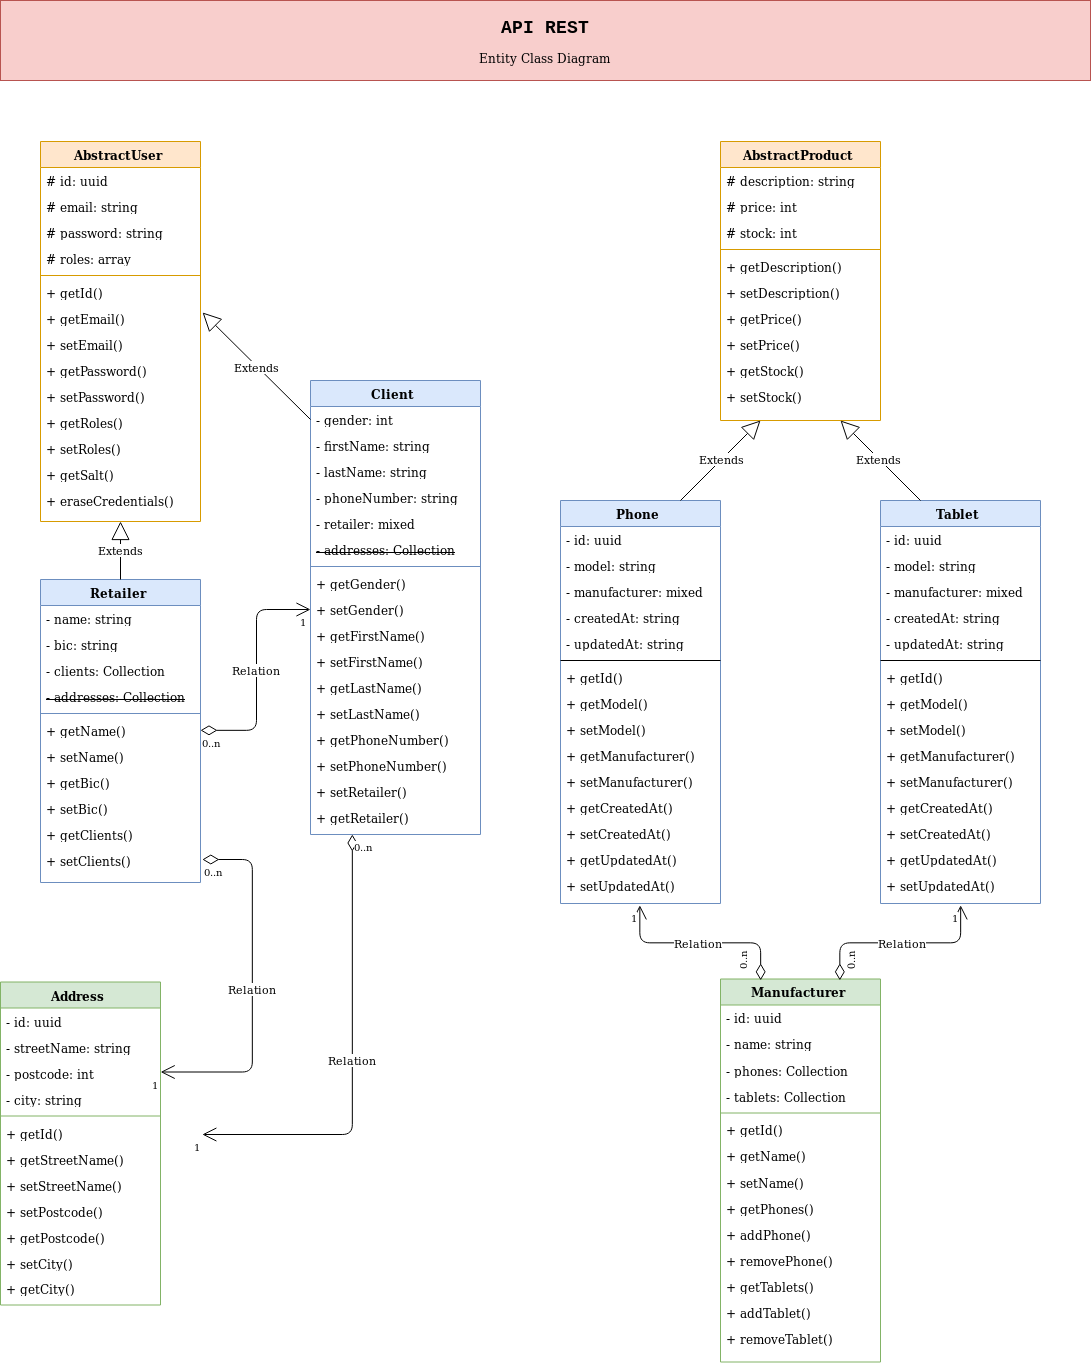 API REST
Entity Class Diagram
AbstractUser
# id: uuid
# email: string
# password: string
# roles: array
+ getId()
+ getEmail()
+ setEmail()
+ getPassword()
+ setPassword()
+ getRoles()
+ setRoles()
+ getSalt()
+ eraseCredentials()
Extends
Extends
Retailer
- name: string
- bic: string
- clients: Collection
- addresses: Collection
+ getName()
+ setName()
+ getBic()
+ setBic()
+ getClients()
+ setClients()
Client
- gender: int
- firstName: string
- lastName: string
- phoneNumber: string
- retailer: mixed
- addresses: Collection
+ getGender()
+ setGender()
+ getFirstName()
+ setFirstName()
+ getLastName()
+ setLastName()
+ getPhoneNumber()
+ setPhoneNumber()
+ setRetailer()
+ getRetailer()
1
Relation
0..n
0..n
Relation
1
0..n
Relation
1
Address
- id: uuid
- streetName: string
- postcode: int
- city: string
+ getId()
+ getStreetName()
+ setStreetName()
+ setPostcode()
+ getPostcode()
+ setCity()
+ getCity()
AbstractProduct
# description: string
# price: int
# stock: int
+ getDescription()
+ setDescription()
+ getPrice()
+ setPrice()
+ getStock()
+ setStock()
Extends
Extends
Phone
- id: uuid
- model: string
- manufacturer: mixed
- createdAt: string
- updatedAt: string
+ getId()
+ getModel()
+ setModel()
+ getManufacturer()
+ setManufacturer()
+ getCreatedAt()
+ setCreatedAt()
+ getUpdatedAt()
+ setUpdatedAt()
Tablet
- id: uuid
- model: string
- manufacturer: mixed
- createdAt: string
- updatedAt: string
+ getId()
+ getModel()
+ setModel()
+ getManufacturer()
+ setManufacturer()
+ getCreatedAt()
+ setCreatedAt()
+ getUpdatedAt()
+ setUpdatedAt()
1
Relation
0..n
1
Relation
0..n
Manufacturer
- id: uuid
- name: string
- phones: Collection
- tablets: Collection
+ getId()
+ getName()
+ setName()
+ getPhones()
+ addPhone()
+ removePhone()
+ getTablets()
+ addTablet()
+ removeTablet()